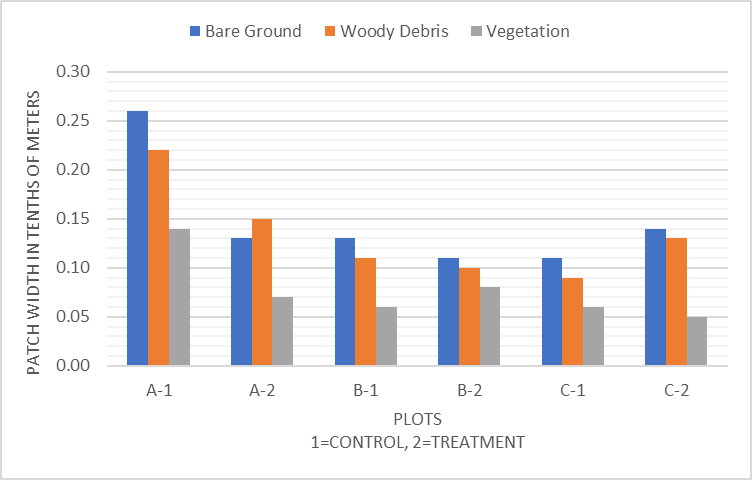 Bare Ground Woody Debris Vegetation
0.30
0.25
0.20
0.15
0.10
0.05
0.00
PATCH WIDTH IN TENTHS OF METERS
A-1 A-2 B-1 B-2 C-1 C-2
PLOTS
1=CONTROL, 2=TREATMENT